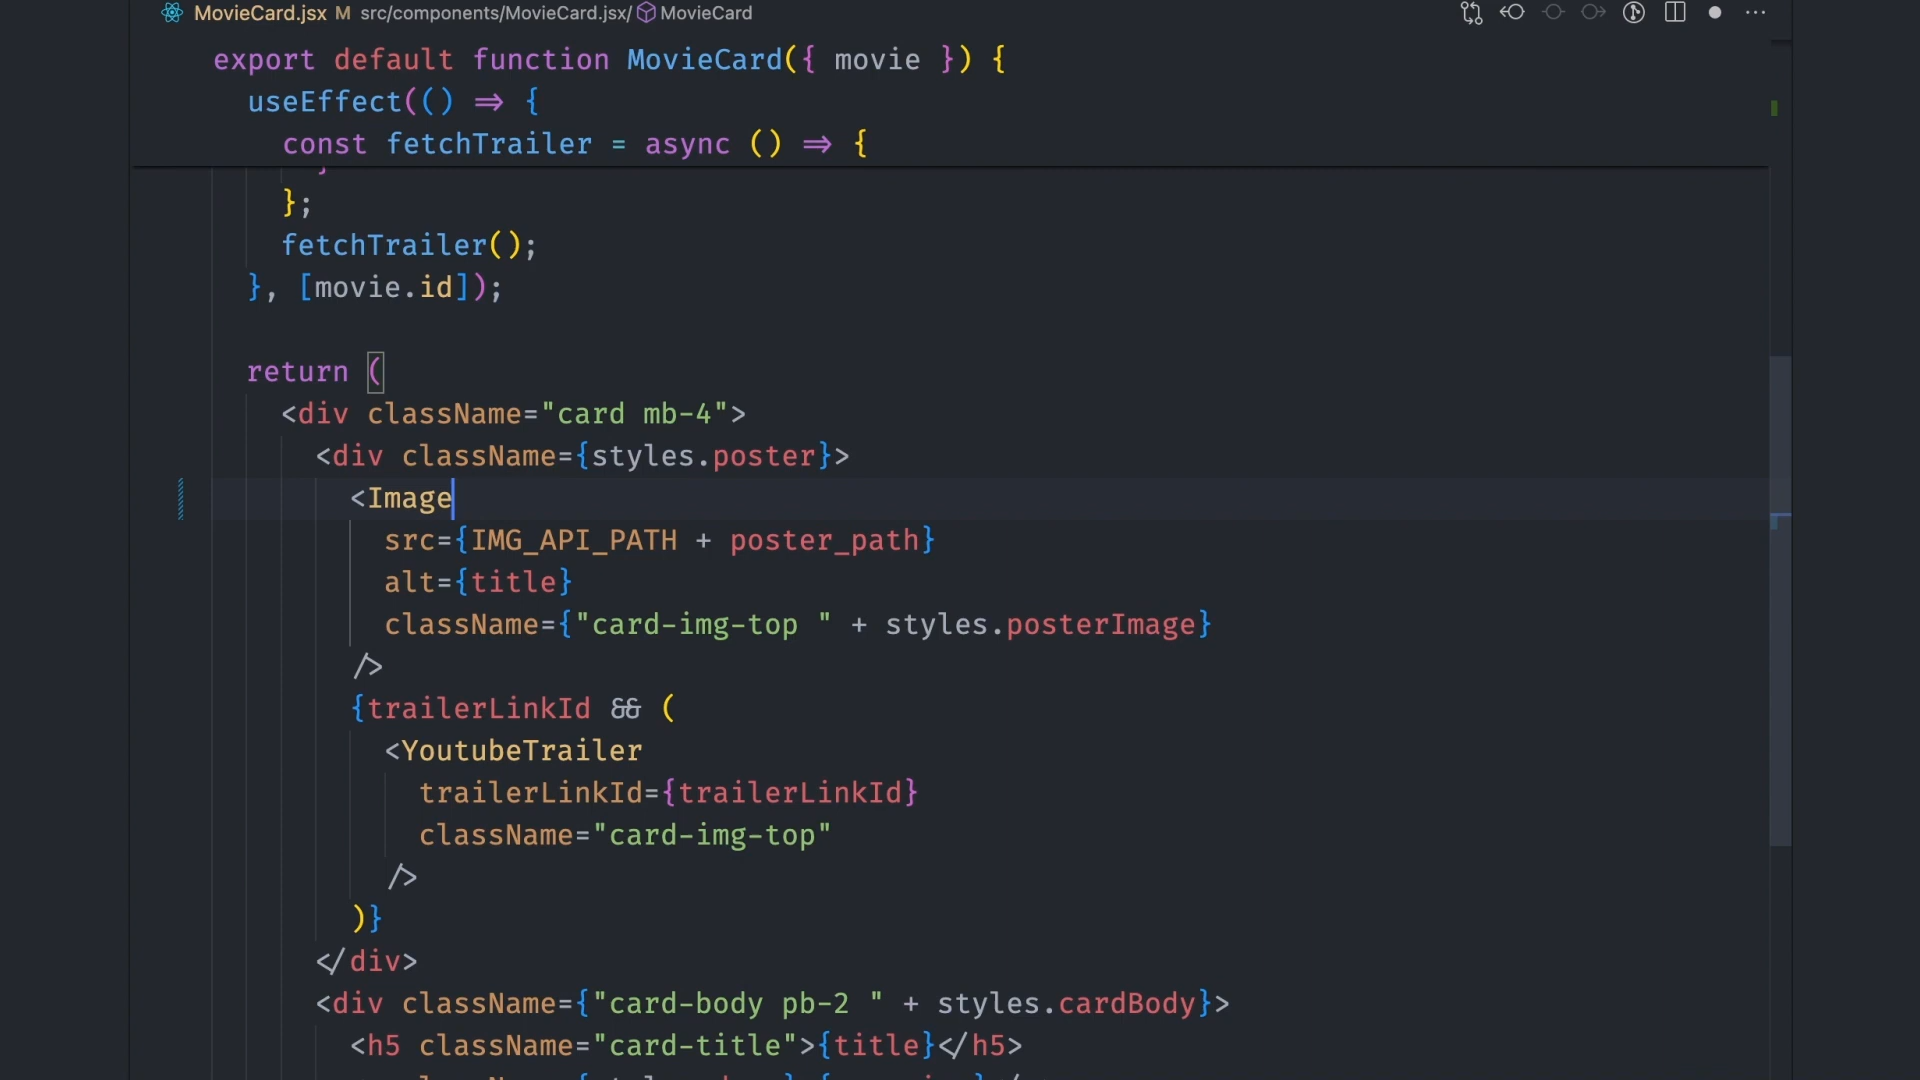 MovieCard.jsx M src/components/MovieCard.jsx/ MovieCard
export default function MovieCard({ movie }) {
useEffect(() => {
const fetchTrailer = async () => {
};
fetchTrailer();
}, [movie.id]);
return (
<div className="card mb-4">
<div className={styles.poster}>
<Image
src={IMG_API_PATH + poster_path}
alt={title}
className={"card-img-top " + styles.posterImage}
/>
{trailerLinkId && (
<YoutubeTrailer
trailerLinkId={trailerLinkId}
className="card-img-top"
/>
)}
</div>
<div className={"card-body pb-2 " + styles.cardBody}>
<h5 className="card-title">{title}</h5>